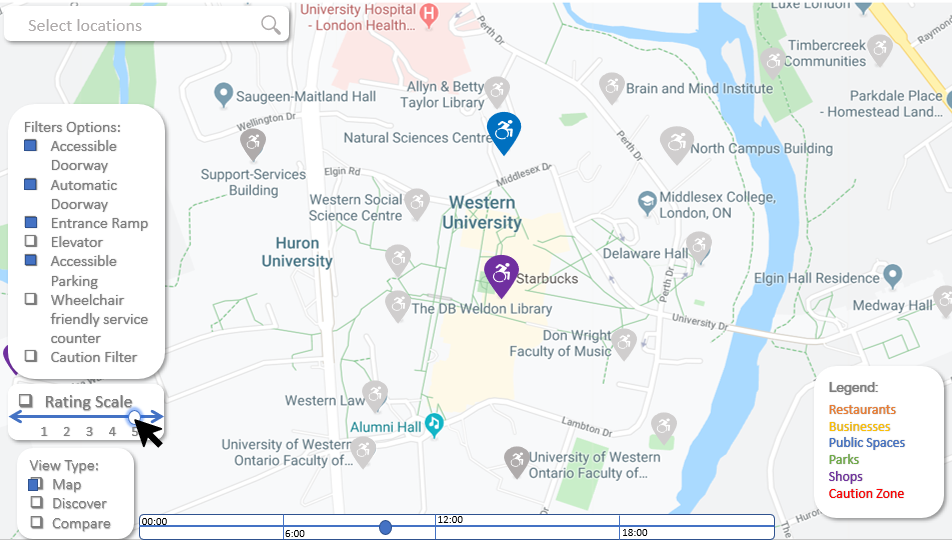 Select locations
University Hospital
- London Health...
H
Perth Dr
Luxe London
Raymond
Timbercreek
Communities
Allyn & Betty
Taylor Library
Brain and Mind Institute
Saugeen-Maitland Hall
Parkdale Place
- Homestead Land...
Wellington Dr
Natural Sciences Centre
Perth Dr
North Campus Building
Support-Services
Building
Elgin Rd
Middlesex Dr
Western Social
Science Centre
Western
University
Middlesex College,
London, ON
Huron
University
Delaware Hall
Starbucks
Perth Dr
Elgin Hall Residence
The DB Weldon Library
University Dr
Medway Hall
Don Wright
Faculty of Music
Western Law
Alumni Hall
Lambton Dr
University of Western
Ontario Faculty of...
University of Western
Ontario Faculty of...
Dr
The
Filters Options:
Accessible
Doorway
Automatic
Doorway
Entrance Ramp
Elevator
Accessible
Parking
Wheelchair
friendly service
counter
Caution Filter
Rating Scale
1 2 3 4 5
View Type:
Map
Discover
Compare
Legend:
Restaurants
Businesses
Public Spaces
Parks
Shops
Caution Zone
00:00
6:00
12:00
18:00